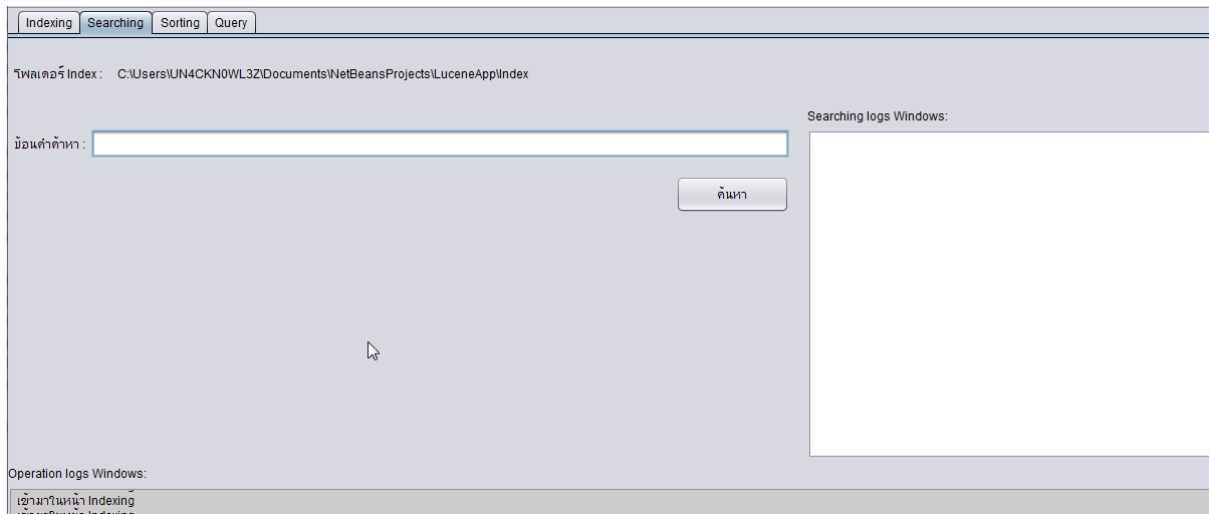 Indexing Searching Sorting Query
โฟลเดอร์ Index : C:\Users\UN4CKN0WL3Z\Documents\NetBeansProjects\LuceneApp\Index
Searching logs Windows:
ป้อนคำค้าหา :
ค้นหา
Operation logs Windows:
เข้ามาในหน้า Indexing